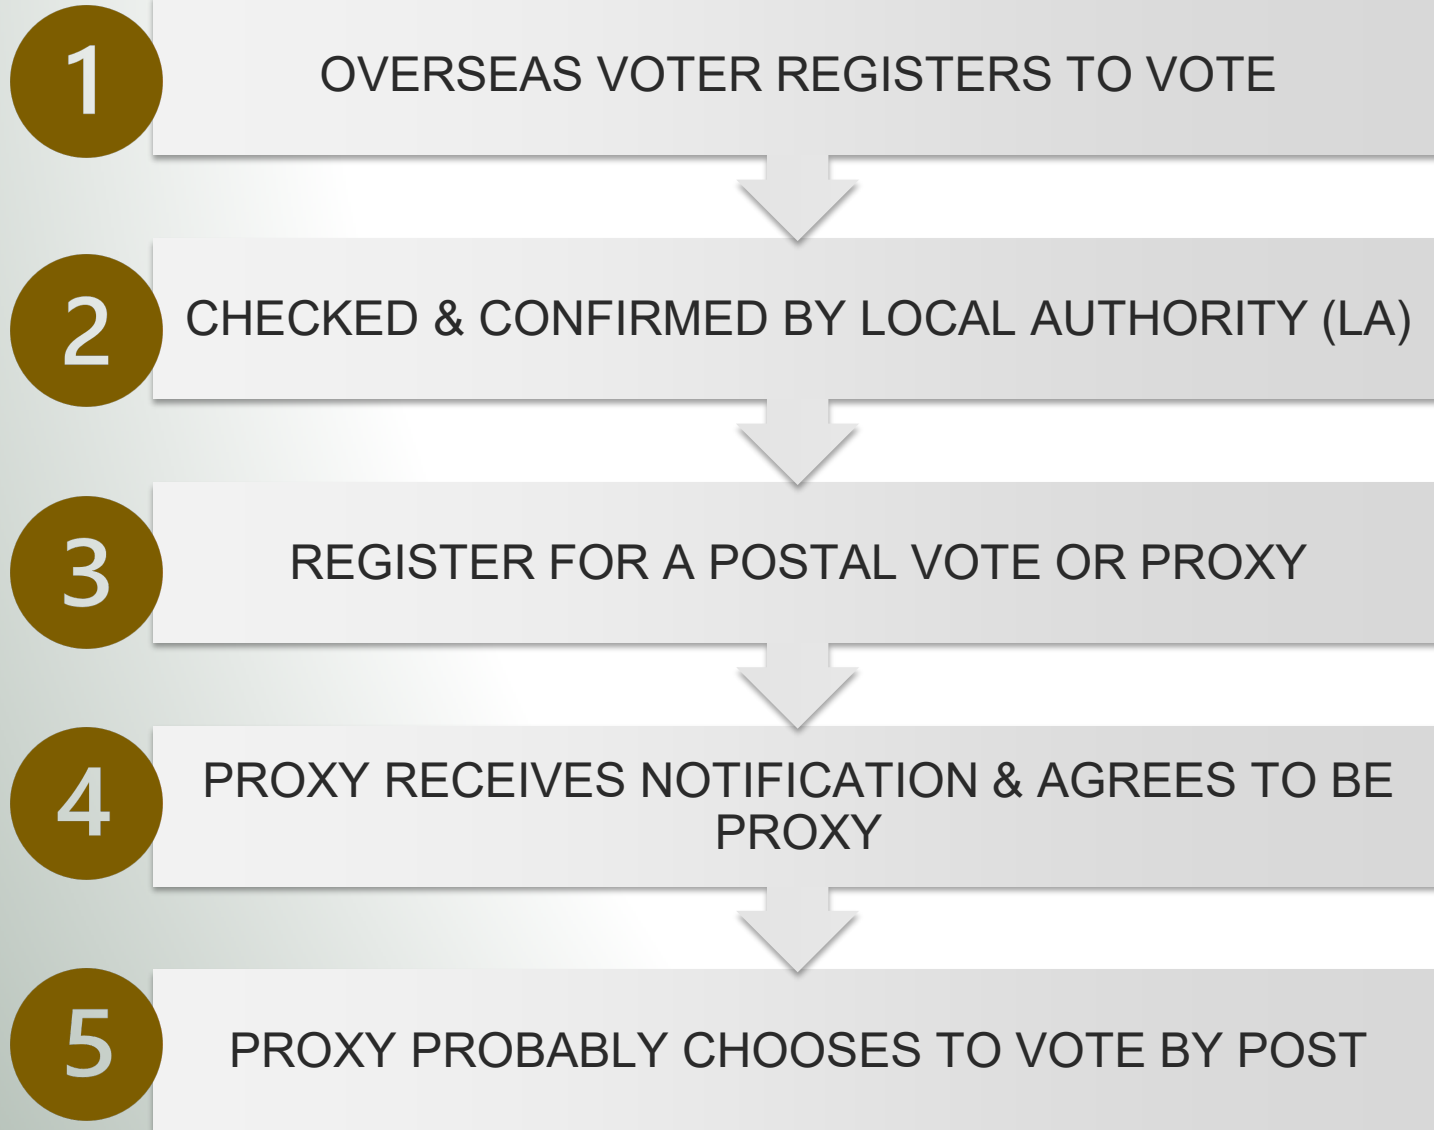 1
OVERSEAS VOTER REGISTERS TO VOTE
2
CHECKED & CONFIRMED BY LOCAL AUTHORITY (LA)
3
REGISTER FOR A POSTAL VOTE OR PROXY
4
PROXY RECEIVES NOTIFICATION & AGREES TO BE
PROXY
5
PROXY PROBABLY CHOOSES TO VOTE BY POST